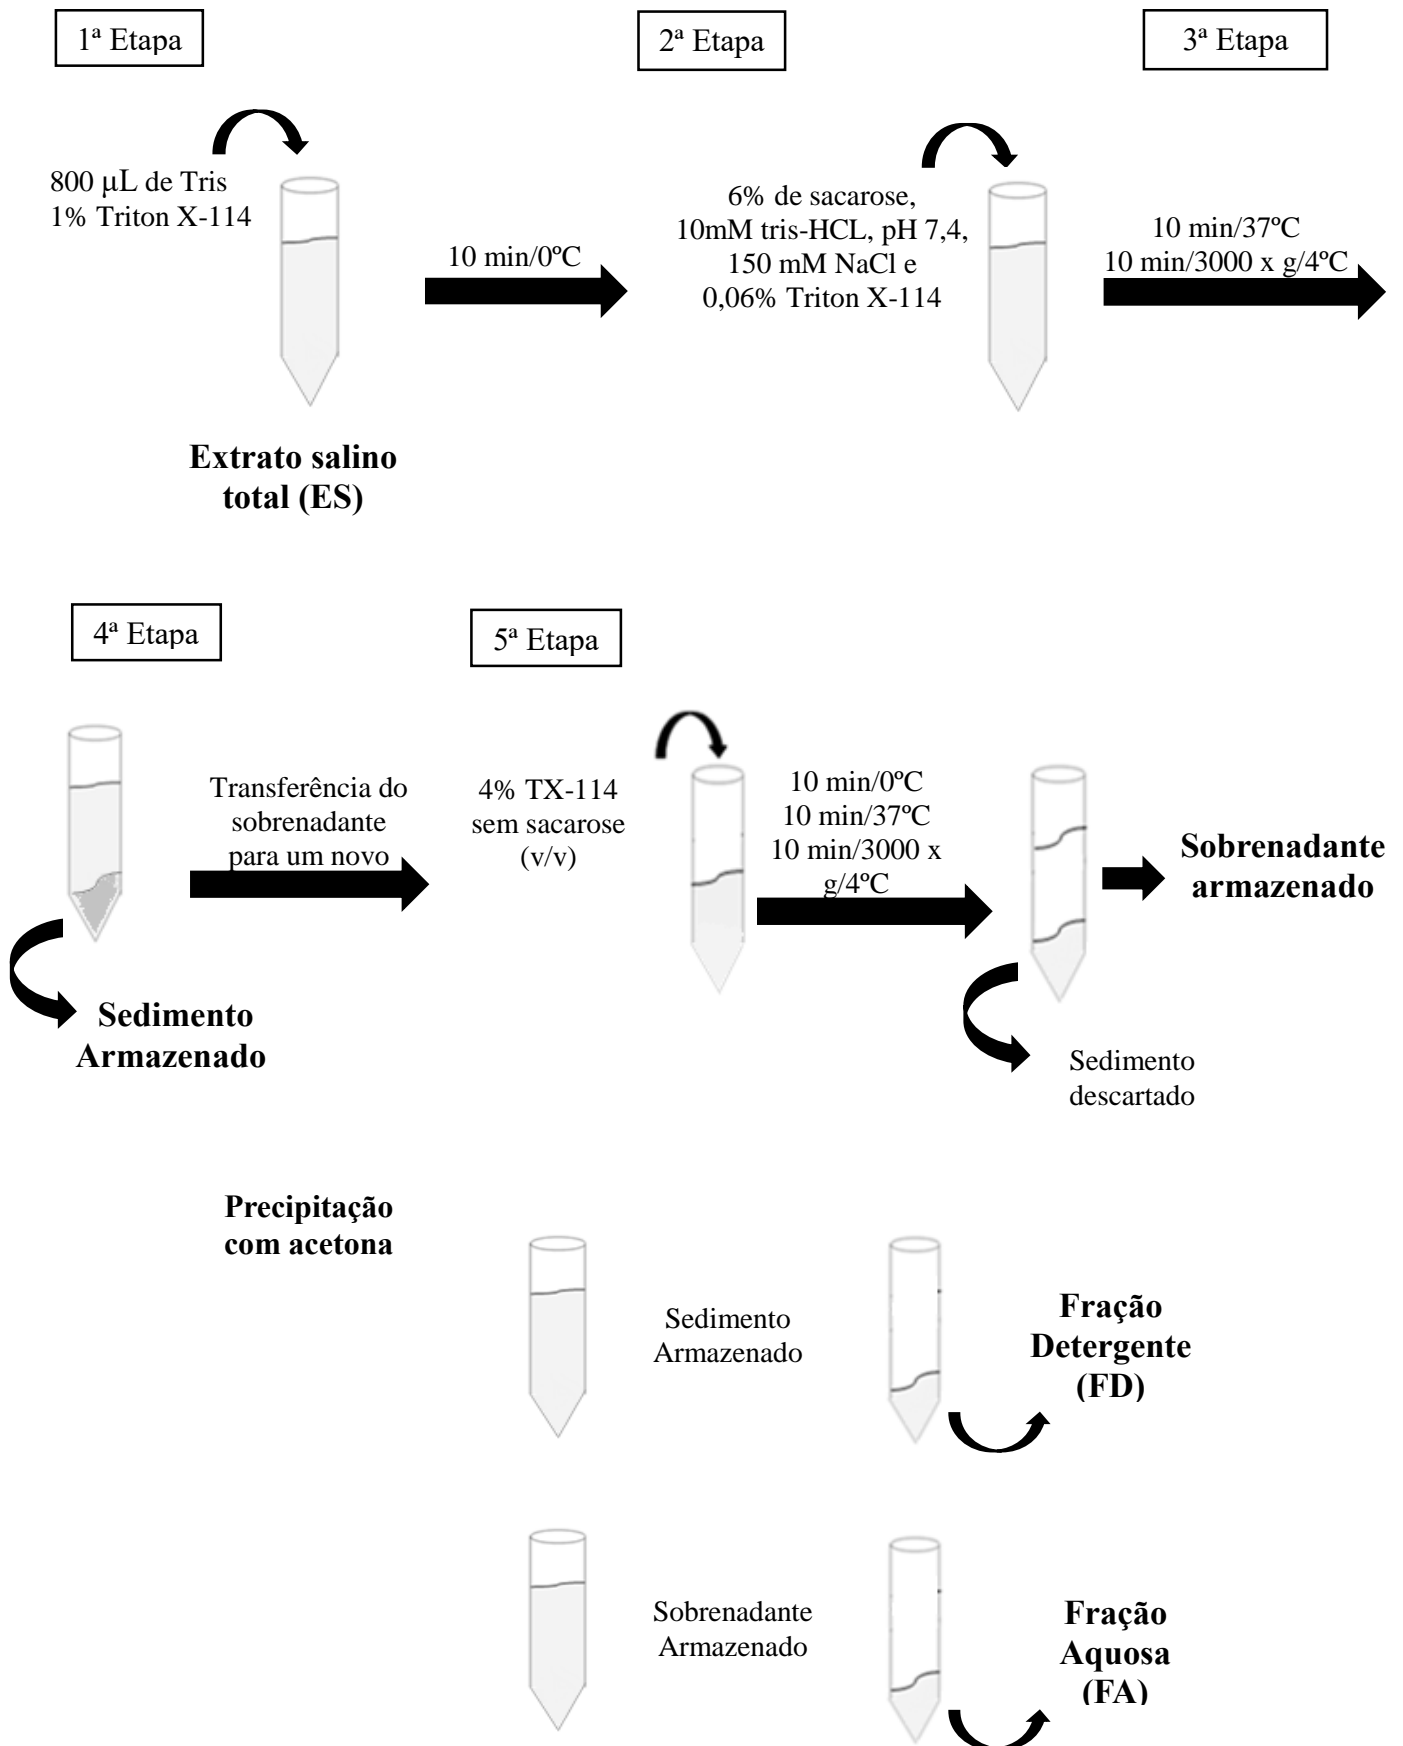 1ª Etapa
2ª Etapa
3ª Etapa
800 µL de Tris
1% Triton X-114
10 min/0ºC
6% de sacarose,
10mM tris-HCL, pH 7,4,
150 mM NaCl e
0,06% Triton X-114
10 min/37ºC
10 min/3000 x g/4ºC
Extrato salino
total (ES)
4ª Etapa
5ª Etapa
Transferência do
sobrenadante
para um novo
4% TX-114
sem sacarose
(v/v)
10 min/0ºC
10 min/37ºC
10 min/3000 x
g/4ºC
Sobrenadante
armazenado
Sedimento
Armazenado
Sedimento
descartado
Precipitação
com acetona
Sedimento
Armazenado
Fração
Detergente
(FD)
Sobrenadante
Armazenado
Fração
Aquosa
(FA)